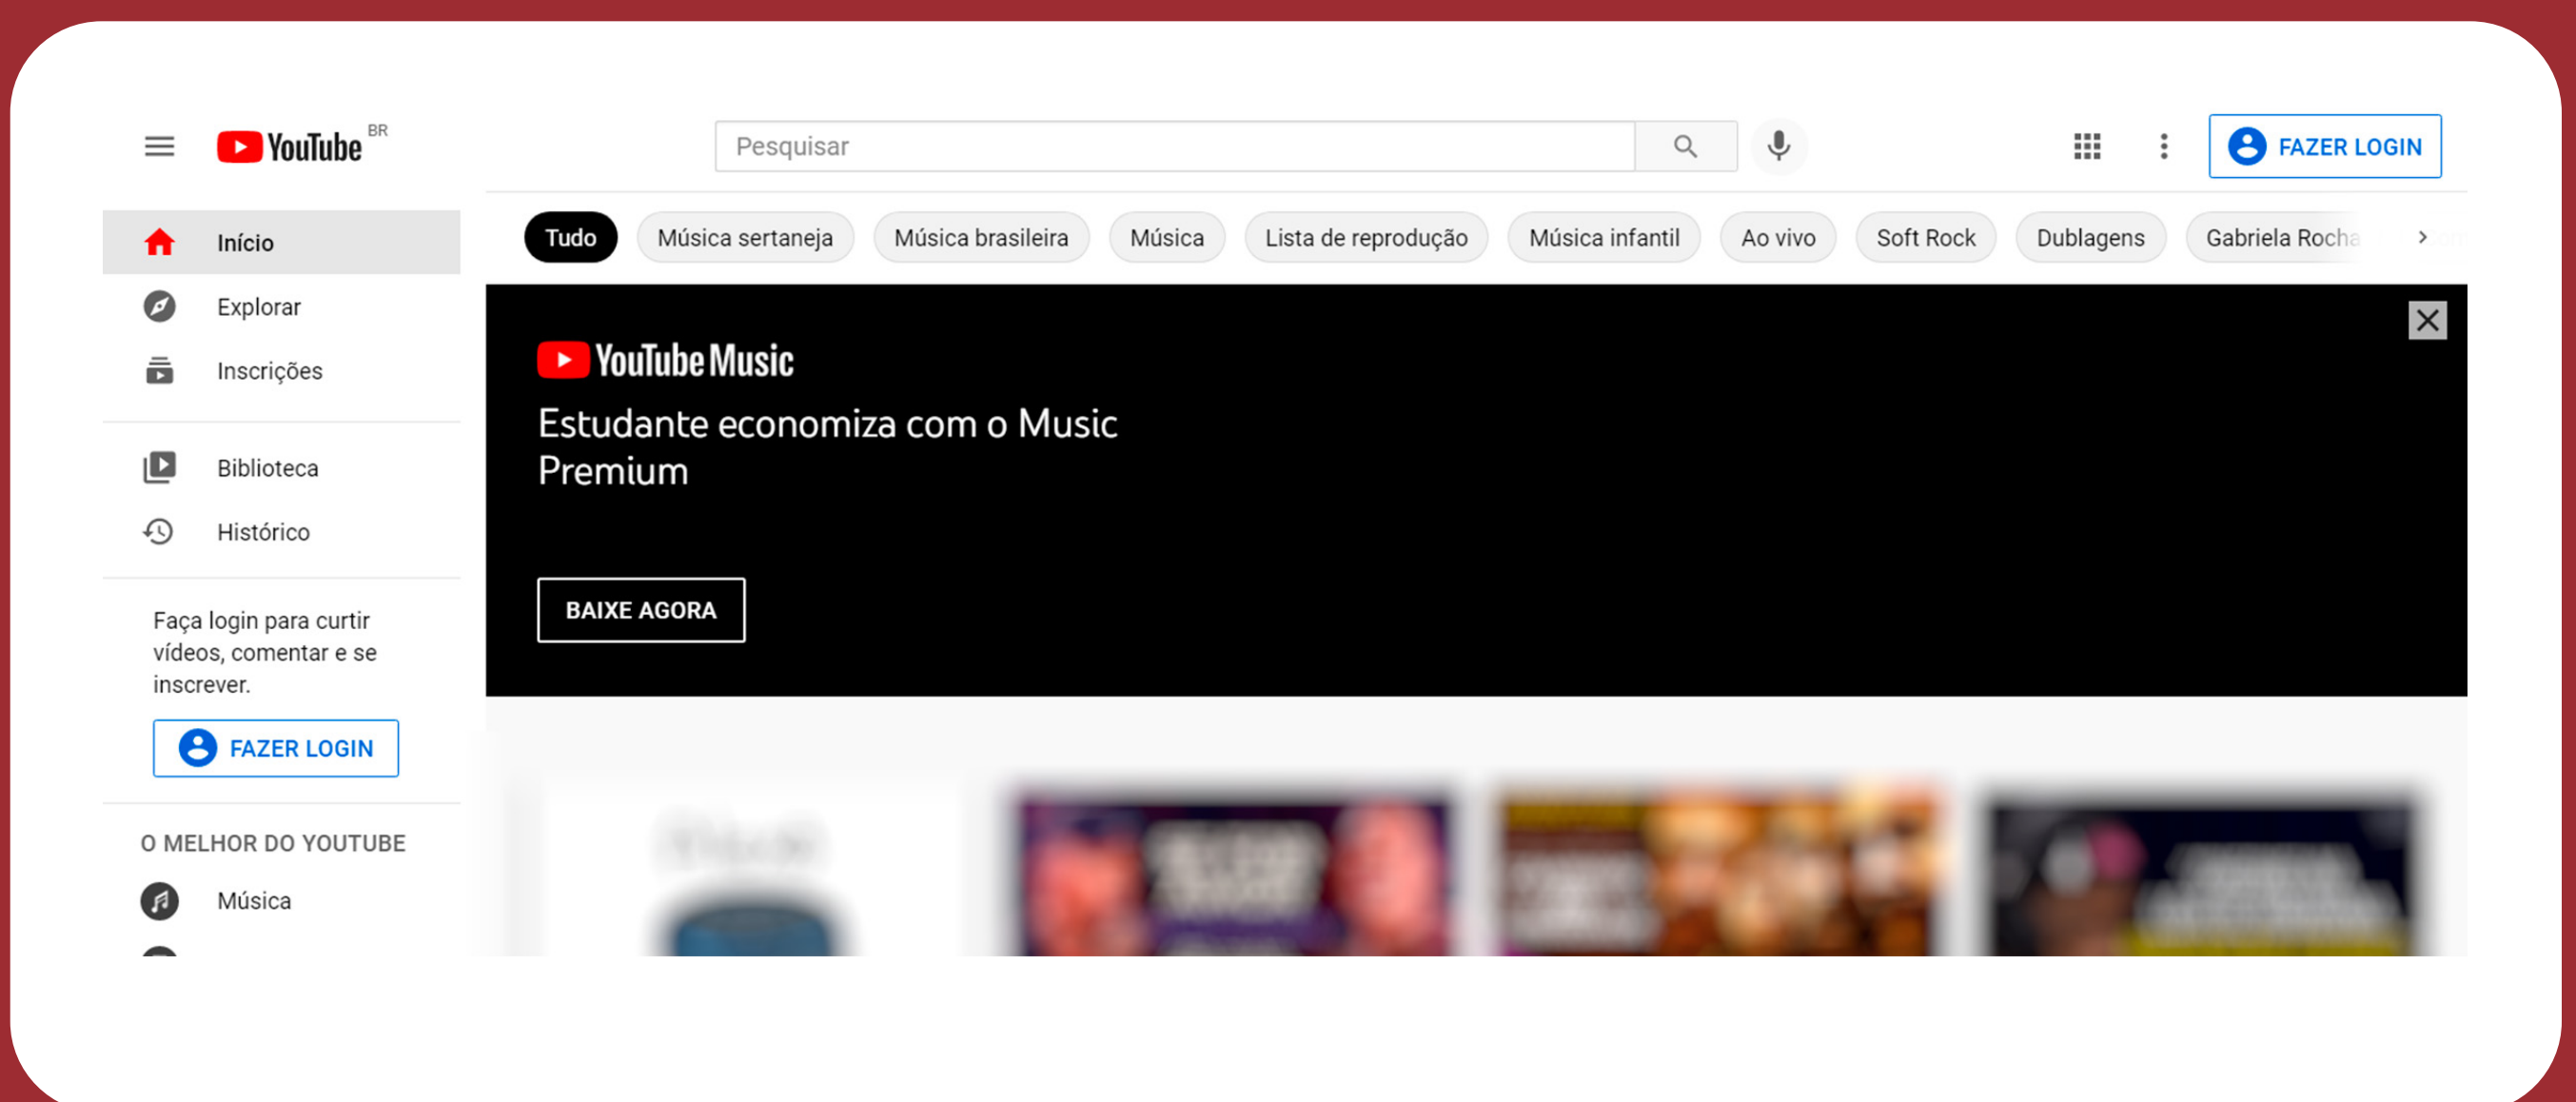 YouTube BR
Pesquisar
FAZER LOGIN
Início
Explorar
Inscrições
Biblioteca
Histórico
Faça login para curtir
vídeos, comentar e se
inscrever.
FAZER LOGIN
O MELHOR DO YOUTUBE
Música
Tudo Música sertaneja Música brasileira Música Lista de reprodução Música infantil Ao vivo Soft Rock Dublagens Gabriela Rocha
YouTube Music
Estudante economiza com o Music
Premium
BAIXE AGORA